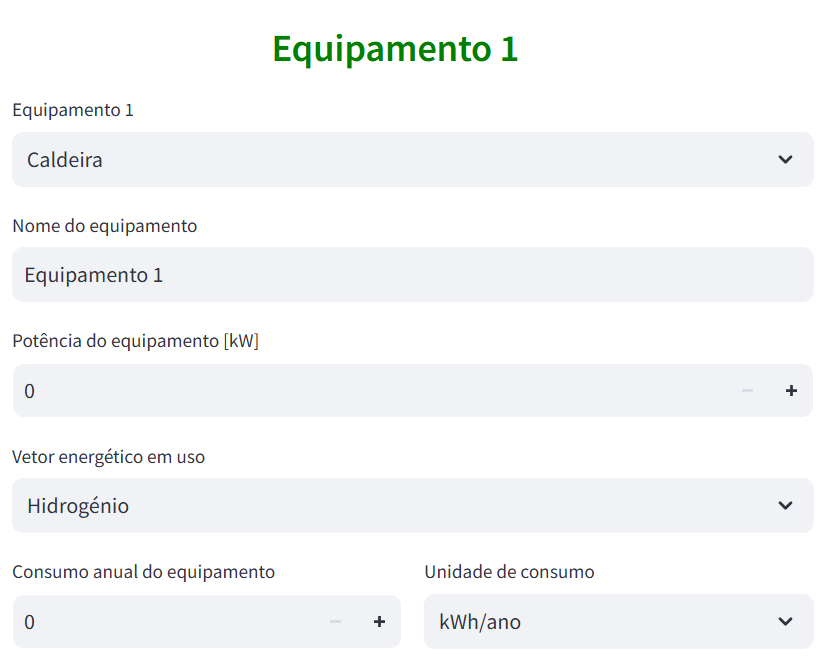 Equipamento 1
Equipamento 1
Caldeira
Nome do equipamento
Equipamento 1
Potência do equipamento [kW]
0
Vetor energético em uso
Hidrogénio
Consumo anual do equipamento
Unidade de consumo
0
kWh/ano